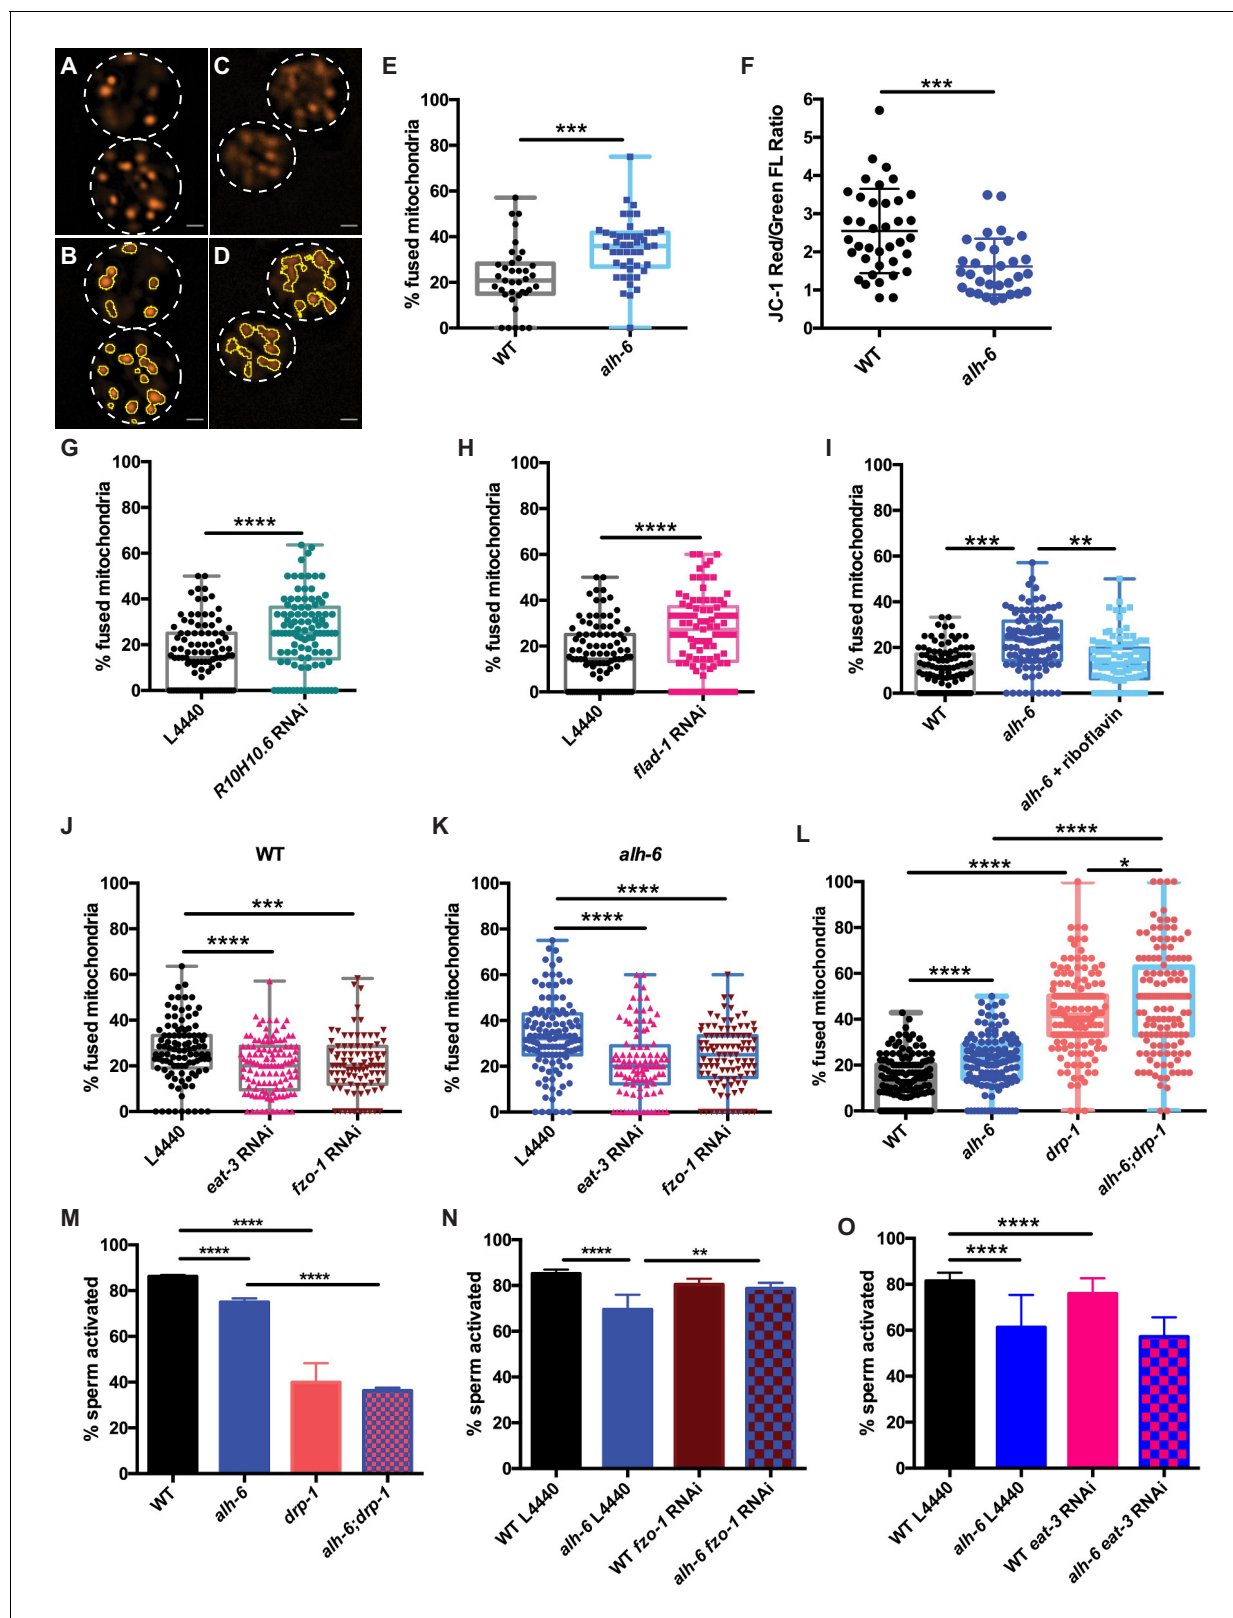 A
C
B
D
E
% fused mitochondria
100
80
60
40
20
0
***
WT
alh-6
F
JC-1 Red/Green FL Ratio
6
5
4
3
2
1
0
***
WT
alh-6
G
% fused mitochondria
100
80
60
40
20
0
****
L4440
R10H10.6 RNAi
H
% fused mitochondria
100
80
60
40
20
0
****
L4440
flad-1 RNAi
I
% fused mitochondria
100
80
60
40
20
0
***
**
WT
alh-6
alh-6 + riboflavin
J
WT
% fused mitochondria
100
80
60
40
20
0
***
****
L4440
eat-3 RNAi
fzo-1 RNAi
K
alh-6
% fused mitochondria
100
80
60
40
20
0
****
****
L4440
eat-3 RNAi
fzo-1 RNAi
L
% fused mitochondria
100
80
60
40
20
0
****
****
*
****
WT
alh-6
drp-1
alh-6;drp-1
M
% sperm activated
100
80
60
40
20
0
****
****
****
WT
alh-6
drp-1
alh-6;drp-1
N
% sperm activated
100
80
60
40
20
0
****
**
WT L4440
alh-6 L4440
WT fzo-1 RNAi
alh-6 fzo-1 RNAi
O
% sperm activated
100
80
60
40
20
0
****
****
WT L4440
alh-6 L4440
WT eat-3 RNAi
alh-6 eat-3 RNAi